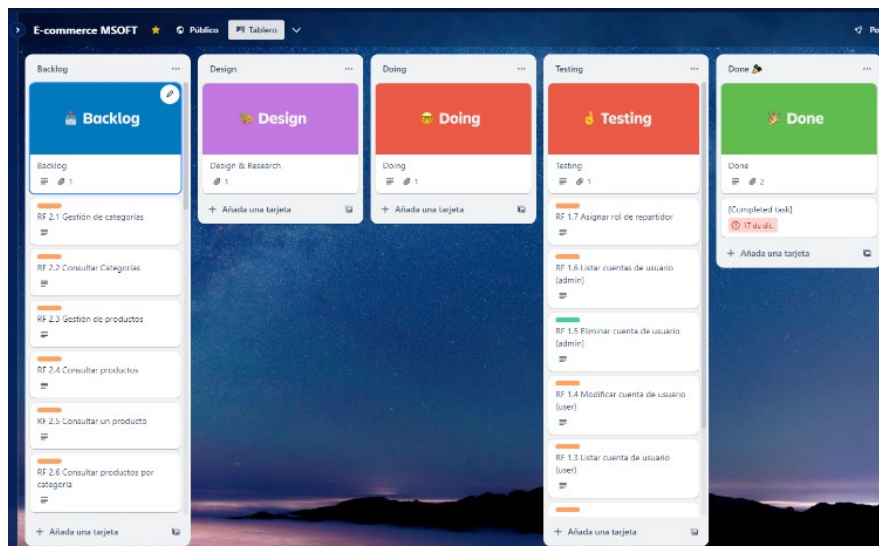 E-commerce MSOFT
Público
Tablero
Po
Backlog
Backlog
Backlog
1
RF 2.1 Gestión de categorías
RF 2.2 Consultar Categorías
RF 2.3 Gestión de productos
RF 2.4 Consultar productos
RF 2.5 Consultar un producto
RF 2.6 Consultar productos por
categoría
+ Añada una tarjeta
Design
Design
Design & Research
1
+ Añada una tarjeta
Doing
Doing
Doing
1
+ Añada una tarjeta
Testing
Testing
Testing
1
RF 1.7 Asignar rol de repartidor
RF 1.6 Listar cuentas de usuario
(admin)
RF 1.5 Eliminar cuenta de usuario
(admin)
RF 1.4 Modificar cuenta de usuario
(user)
RF 1.3 Listar cuenta de usuario
(user)
+ Añada una tarjeta
Done
Done
Done
2
[Completed task]
17 de dic.
+ Añada una tarjeta